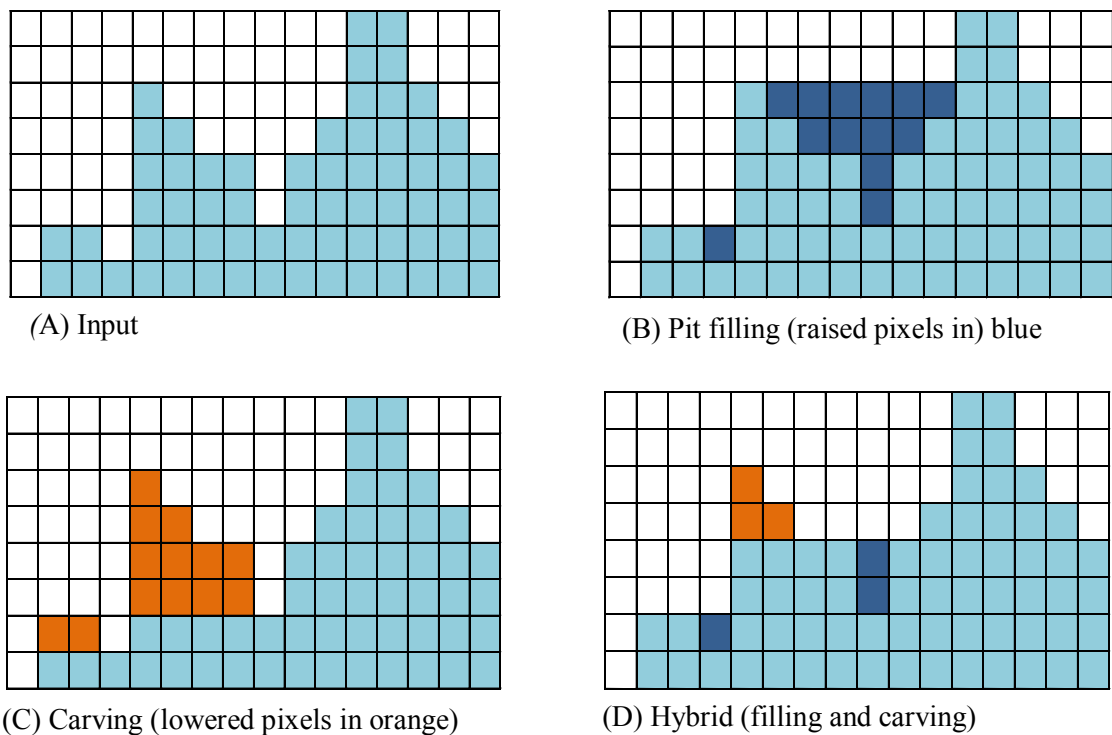 (A) Input
(B) Pit filling (raised pixels in) blue
(C) Carving (lowered pixels in orange)
(D) Hybrid (filling and carving)